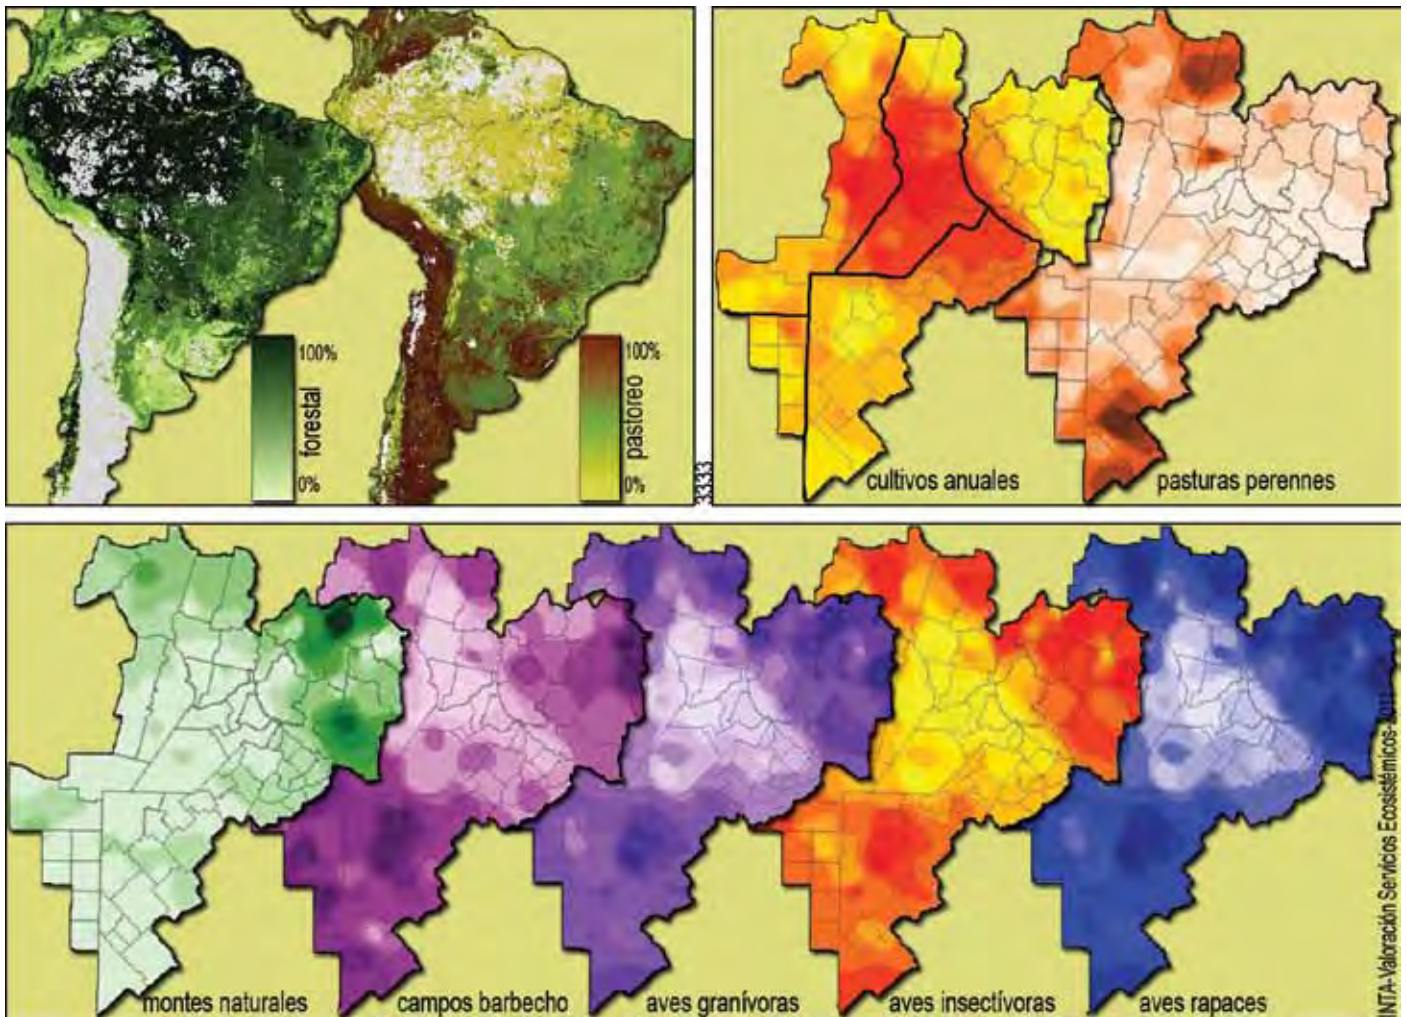 100%
forestal
0%
100%
pastoreo
0%
3333
cultivos anuales
pasturas perennes
montes naturales
campos barbecho
aves granívoras
aves insectívoras
aves rapaces
INTA-Valoración Servicios Ecosistémicos-2011